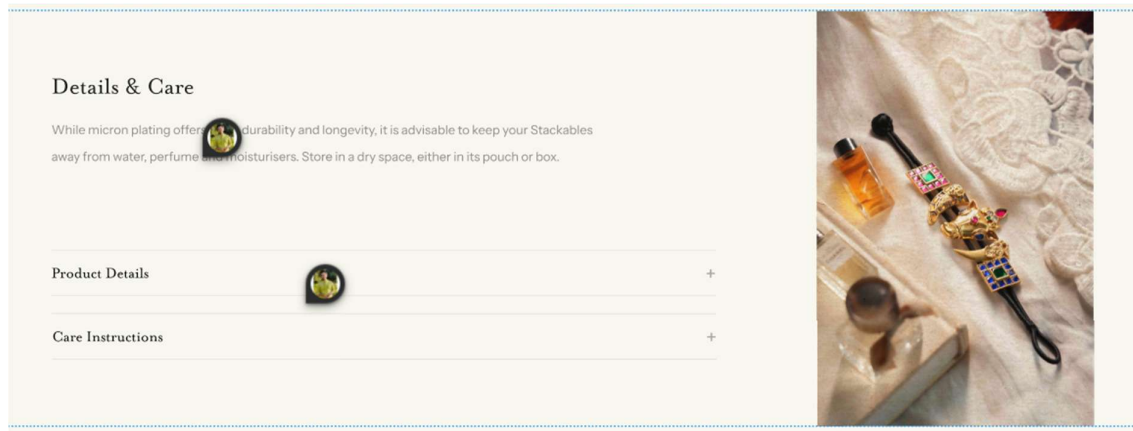 Details & Care
While micron plating offers durability and longevity, it is advisable to keep your Stackables
away from water, perfume and moisturisers. Store in a dry space, either in its pouch or box.
Product Details +
Care Instructions +